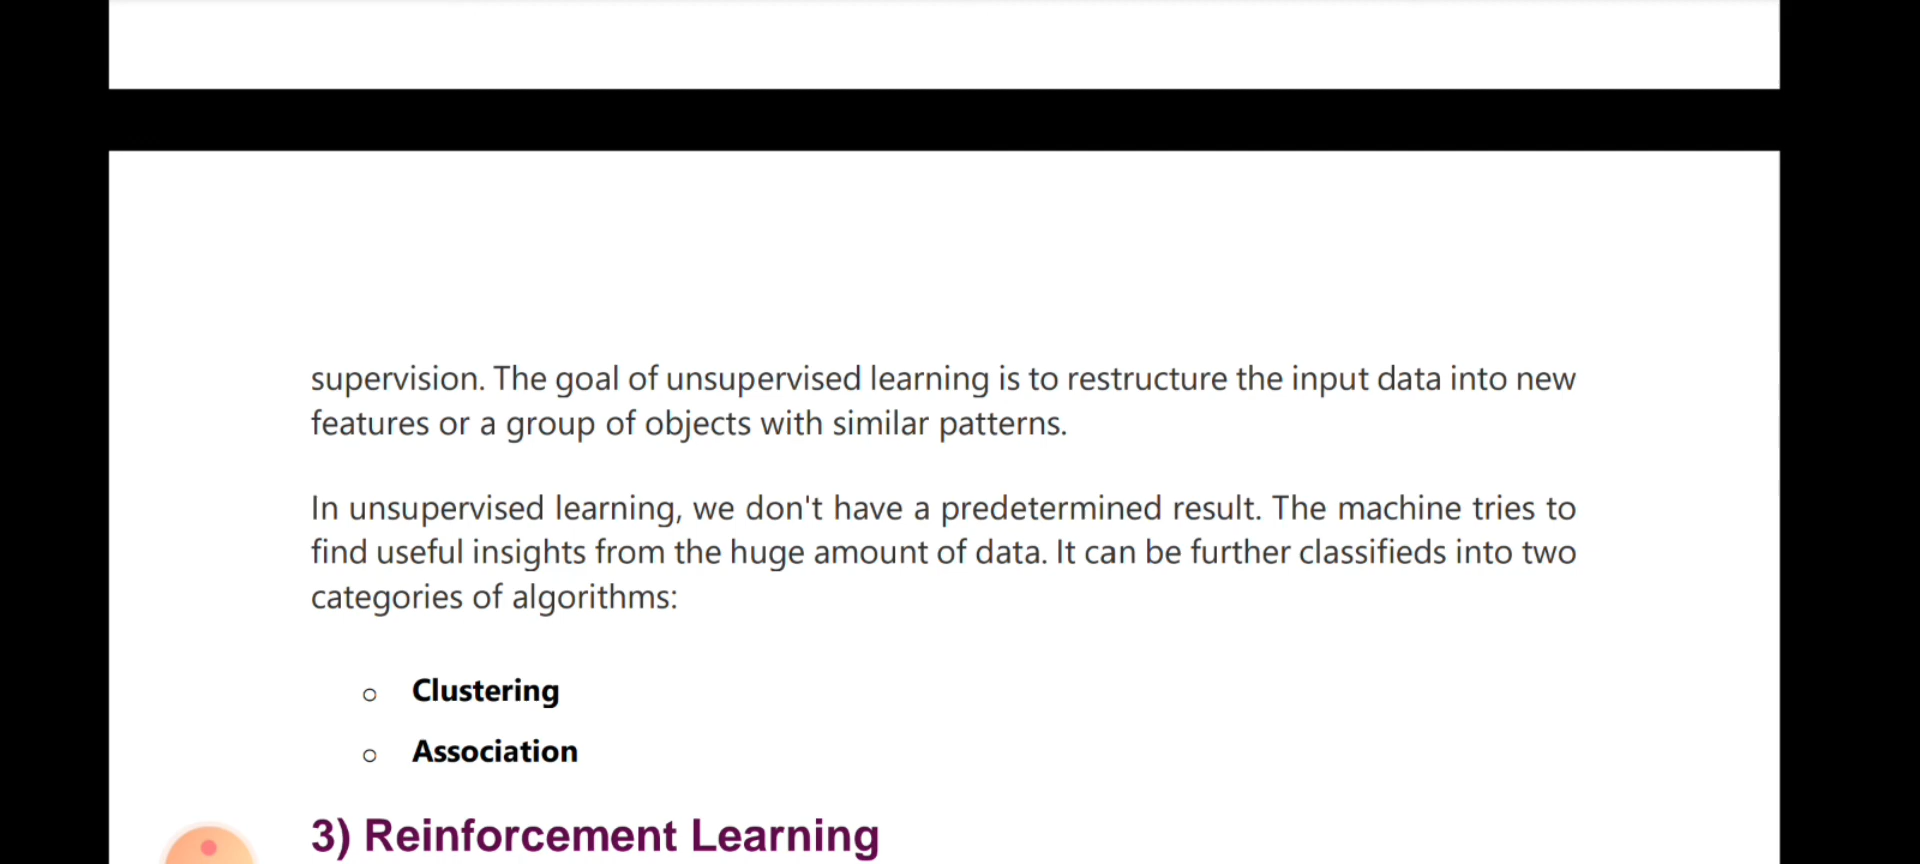 supervision. The goal of unsupervised learning is to restructure the input data into new
features or a group of objects with similar patterns.
In unsupervised learning, we don't have a predetermined result. The machine tries to
find useful insights from the huge amount of data. It can be further classifieds into two
categories of algorithms:
○ Clustering
○ Association
3) Reinforcement Learning